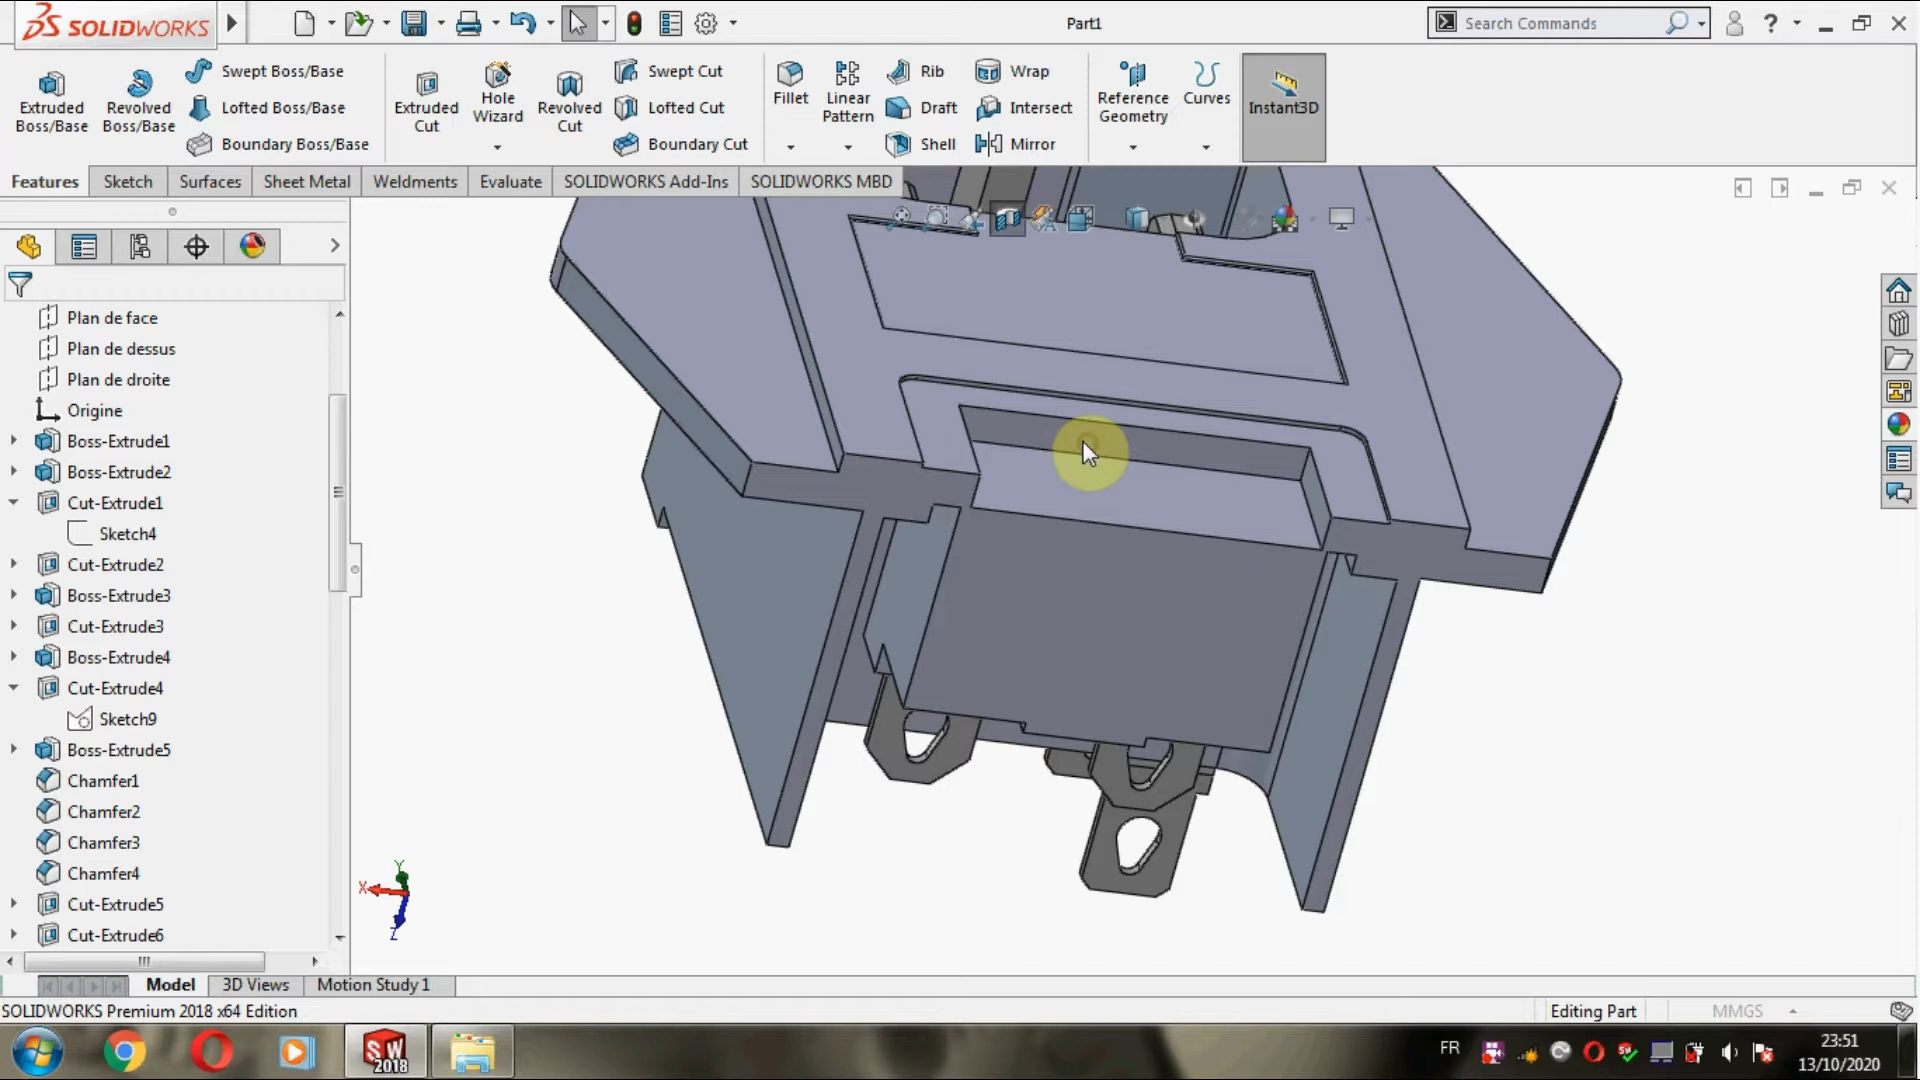 SOLIDWORKS
Part1
Search Commands
Extruded Boss/Base
Revolved Boss/Base
Swept Boss/Base
Lofted Boss/Base
Boundary Boss/Base
Extruded Cut
Hole Wizard
Revolved Cut
Swept Cut
Lofted Cut
Boundary Cut
Fillet
Linear Pattern
Rib
Draft
Shell
Wrap
Intersect
Mirror
Reference Geometry
Curves
Instant3D
Features
Sketch
Surfaces
Sheet Metal
Weldments
Evaluate
SOLIDWORKS Add-Ins
SOLIDWORKS MBD
Plan de face
Plan de dessus
Plan de droite
Origine
Boss-Extrude1
Boss-Extrude2
Cut-Extrude1
Sketch4
Cut-Extrude2
Boss-Extrude3
Cut-Extrude3
Boss-Extrude4
Cut-Extrude4
Sketch9
Boss-Extrude5
Chamfer1
Chamfer2
Chamfer3
Chamfer4
Cut-Extrude5
Cut-Extrude6
Y
X
Z
Model
3D Views
Motion Study 1
SOLIDWORKS Premium 2018 x64 Edition
Editing Part
MMGS
SW
2018
FR
23:51
13/10/2020